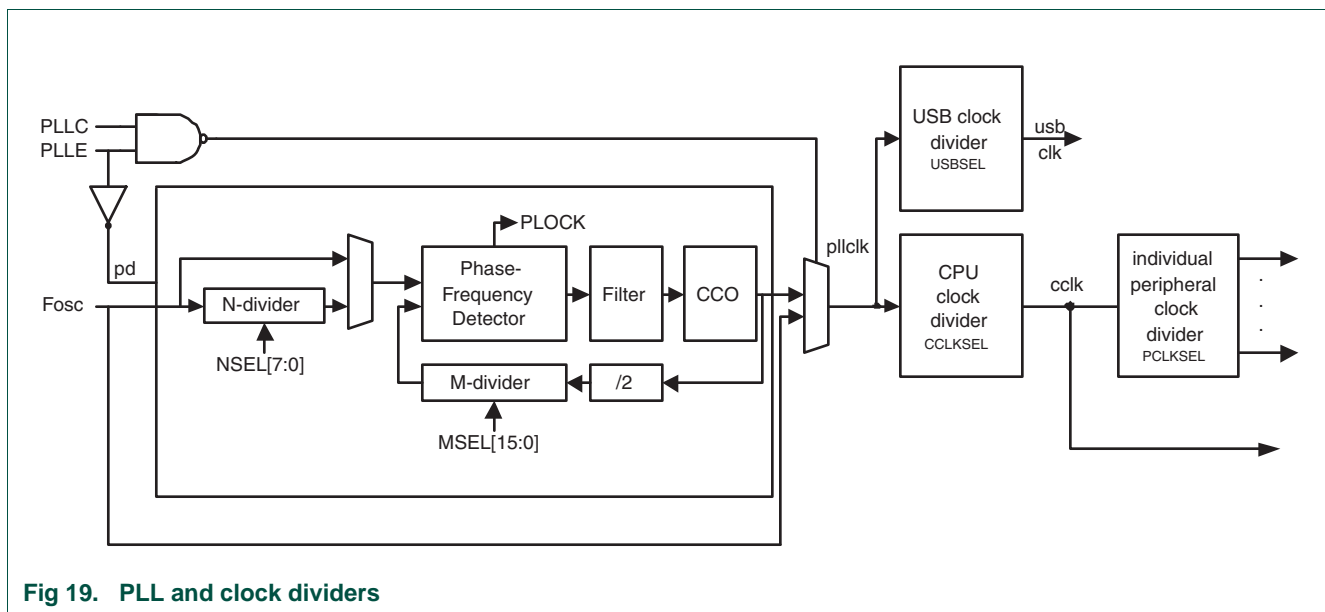 PLLC
PLLE
pd
Fosc
N-divider
NSEL[7:0]
PLOCK
Phase-
Frequency
Detector
Filter
CCO
M-divider
/2
MSEL[15:0]
pllclk
USB clock
divider
USBSEL
usb
clk
CPU
clock
divider
CCLKSEL
cclk
individual
peripheral
clock
divider
PCLKSEL
.
.
.
Fig 19. PLL and clock dividers